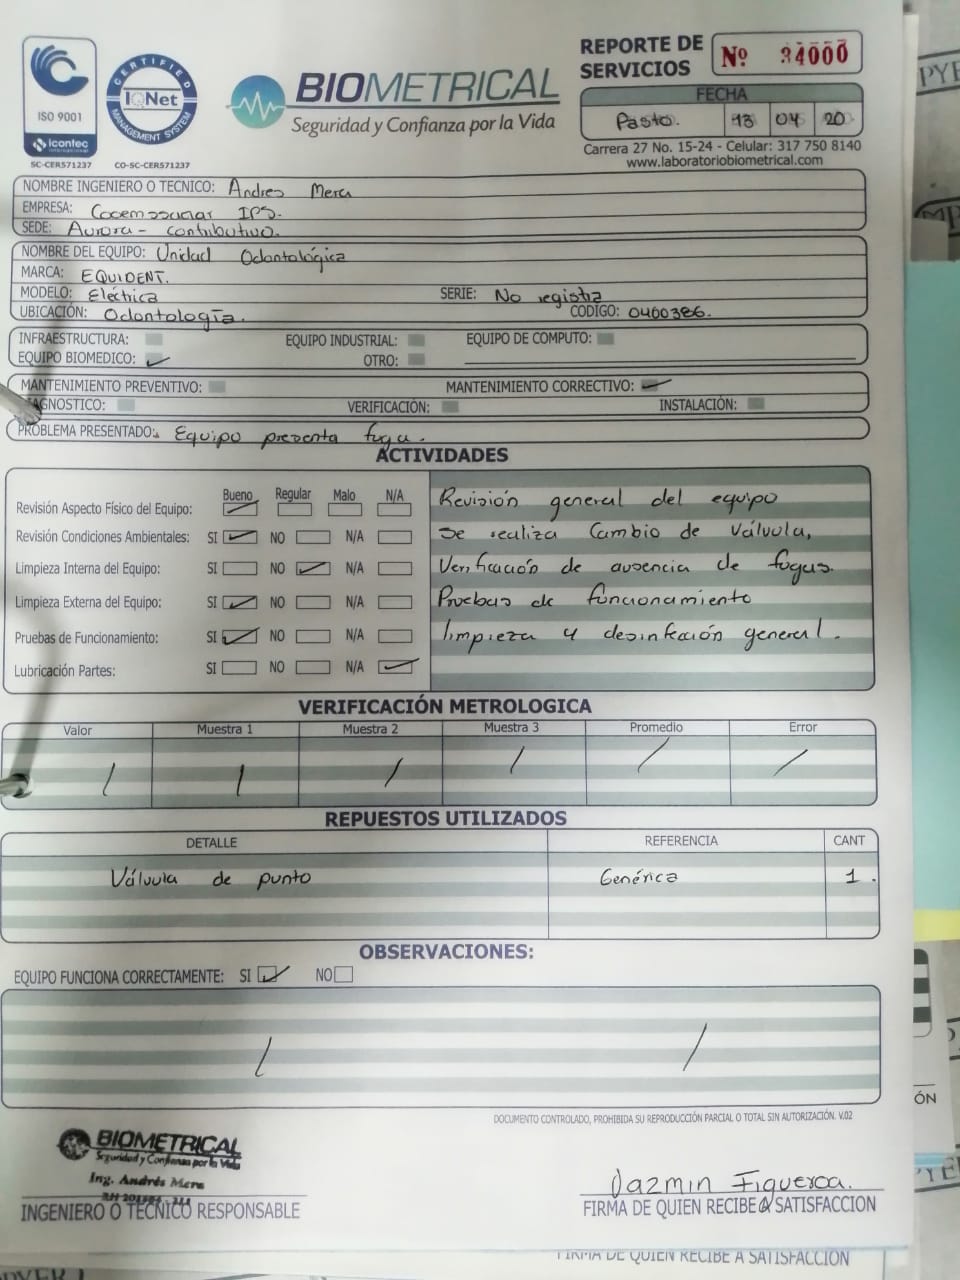 ISO 9001
icontec
SC-CER571237
CERTIFIED
IQNet
MANAGEMENT SYSTEM
CO-SC-CER571237
BIOMETRICAL
Seguridad y Confianza por la Vida
REPORTE DE SERVICIOS Nº 34000
FECHA
Pasto. 13 04 20
Carrera 27 No. 15-24 - Celular: 317 750 8140
www.laboratoriobiometrical.com
NOMBRE INGENIERO O TECNICO: Andres Mera
EMPRESA: IPS.
SEDE: Aurora - contributivo.
NOMBRE DEL EQUIPO: Unidad Odontológica
MARCA: EQUIDENT.
MODELO: Eléctrica SERIE: No registra
UBICACIÓN: Odontología. CÓDIGO: 0400386.
INFRAESTRUCTURA: EQUIPO INDUSTRIAL: EQUIPO DE COMPUTO:
EQUIPO BIOMEDICO: OTRO:
MANTENIMIENTO PREVENTIVO: MANTENIMIENTO CORRECTIVO:
AGNOSTICO: VERIFICACIÓN: INSTALACIÓN:
PROBLEMA PRESENTADO: Equipo presenta fuga.
ACTIVIDADES
Bueno Regular Malo N/A
Revisión Aspecto Físico del Equipo:
Revisión Condiciones Ambientales: SI NO N/A
Limpieza Interna del Equipo: SI NO N/A
Limpieza Externa del Equipo: SI NO N/A
Pruebas de Funcionamiento: SI NO N/A
Lubricación Partes: SI NO N/A
Revisión general del equipo
Se realiza Cambio de Válvula,
Verificación de ausencia de fugas.
Pruebas de funcionamiento
limpieza y desinfección general.
VERIFICACIÓN METROLOGICA
Valor Muestra 1 Muestra 2 Muestra 3 Promedio Error
/ / / / / /
REPUESTOS UTILIZADOS
DETALLE REFERENCIA CANT
Válvula de punto Genérica 1.
OBSERVACIONES:
EQUIPO FUNCIONA CORRECTAMENTE: SI NO
/ /
DOCUMENTO CONTROLADO, PROHIBIDA SU REPRODUCCIÓN PARCIAL O TOTAL SIN AUTORIZACIÓN. V.02
BIOMETRICAL
Seguridad y Confianza por la Vida
Ing. Andrés Mera
INGENIERO O TECNICO RESPONSABLE
Jazmin Figueroa.
FIRMA DE QUIEN RECIBE A SATISFACCION
FIRMA DE QUIEN RECIBE A SATISFACCION